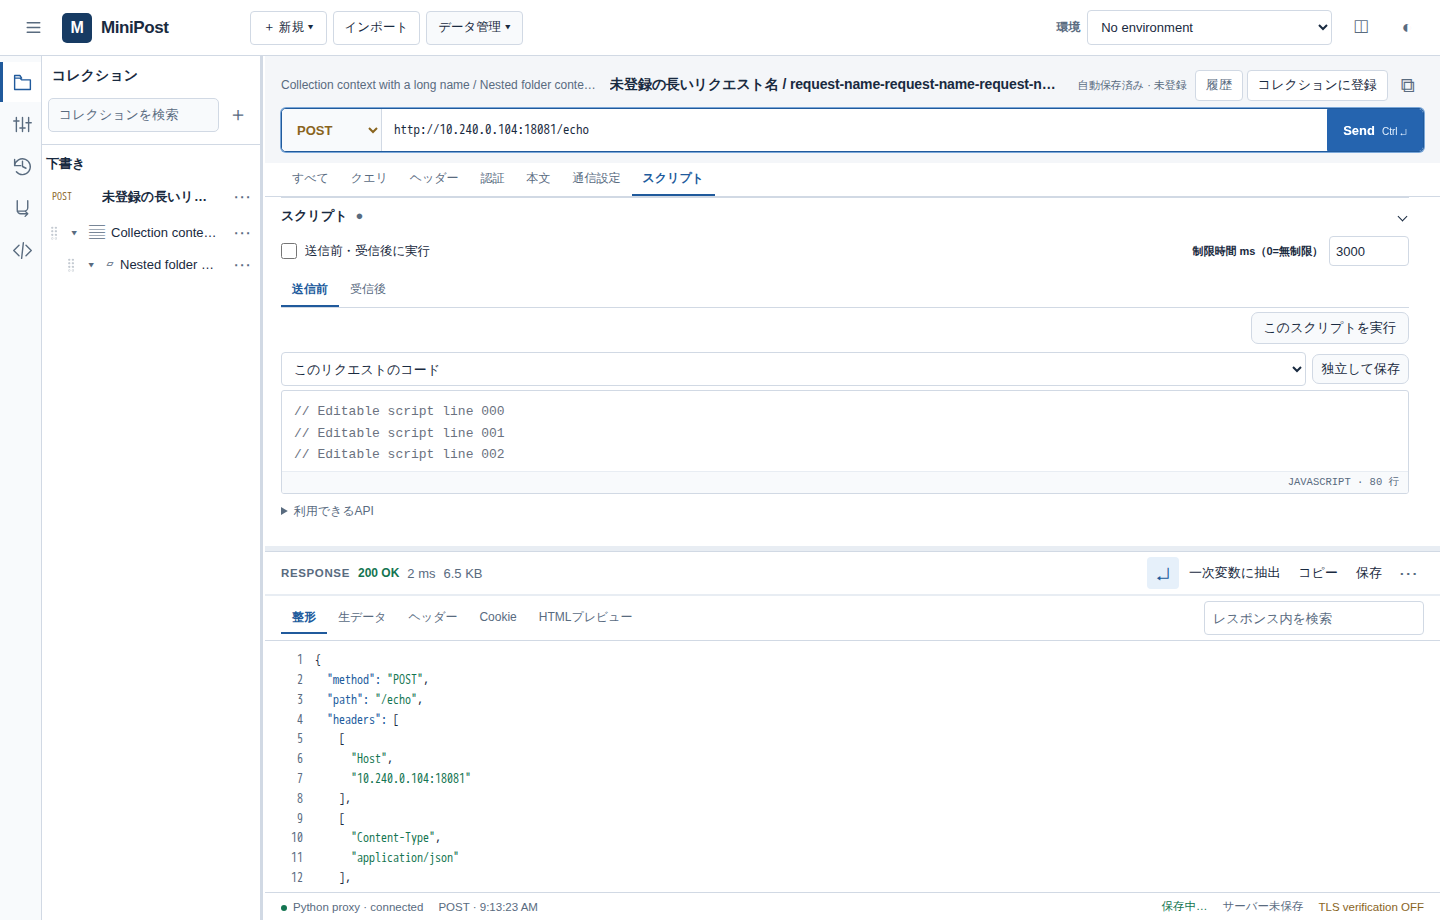 M MiniPost ＋ 新規 ▾ インポート データ管理 ▾ 環境 No environment
コレクション
コレクションを検索 ＋
下書き
POST 未登録の長いリ… ···
Collection conte… ···
Nested folder … ···
Collection context with a long name / Nested folder conte… 未登録の長いリクエスト名 / request-name-request-name-request-n… 自動保存済み · 未登録 履歴 コレクションに登録
POST http://10.240.0.104:18081/echo Send Ctrl ↵
すべて クエリ ヘッダー 認証 本文 通信設定 スクリプト
スクリプト ●
送信前・受信後に実行 制限時間 ms（0=無制限） 3000
送信前 受信後
このスクリプトを実行
このリクエストのコード 独立して保存
// Editable script line 000
// Editable script line 001
// Editable script line 002
JAVASCRIPT · 80 行
▶ 利用できるAPI
RESPONSE 200 OK 2 ms 6.5 KB 一次変数に抽出 コピー 保存 ···
整形 生データ ヘッダー Cookie HTMLプレビュー レスポンス内を検索
1 {
2 "method": "POST",
3 "path": "/echo",
4 "headers": [
5 [
6 "Host",
7 "10.240.0.104:18081"
8 ],
9 [
10 "Content-Type",
11 "application/json"
12 ],
● Python proxy · connected POST · 9:13:23 AM 保存中… サーバー未保存 TLS verification OFF